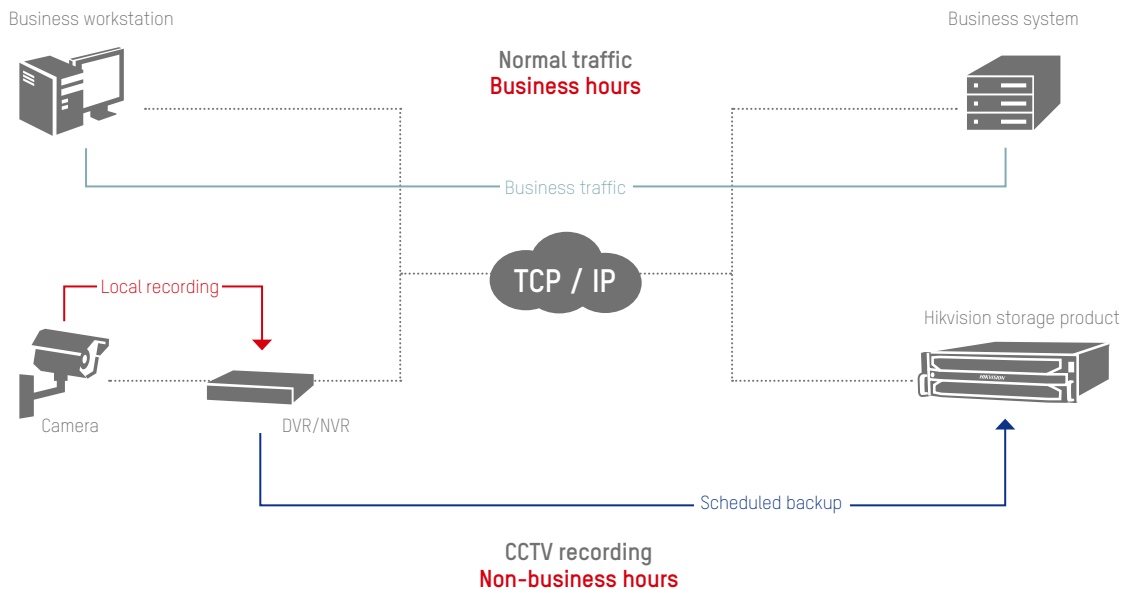 Business workstation
Business system
Normal traffic
Business hours
Business traffic
TCP / IP
Local recording
Hikvision storage product
HIKVISION
Camera
DVR/NVR
Scheduled backup
CCTV recording
Non-business hours